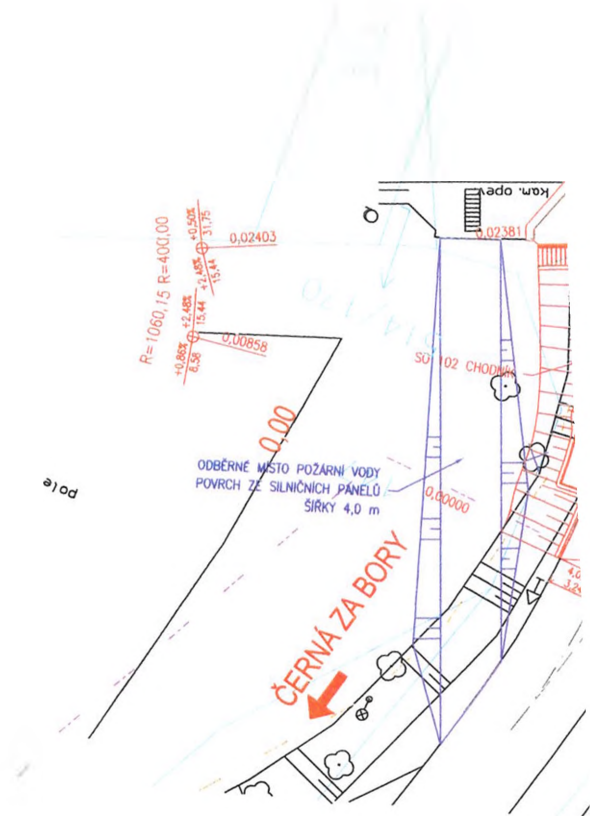 kam. opev
+0,50%
31,75
0,02403
0,02381
+2,48%
15,44
R=1060,15 R=400,00
+2,48%
15,44
+0,86%
8,58
0,00858
SO 102 CHODNÍK
0,00
ODBĚRNÉ MÍSTO POŽÁRNÍ VODY
POVRCH ZE SILNIČNÍCH PANELŮ
ŠÍŘKY 4,0 m
0,00000
pole
ČERNÁ ZA BORY